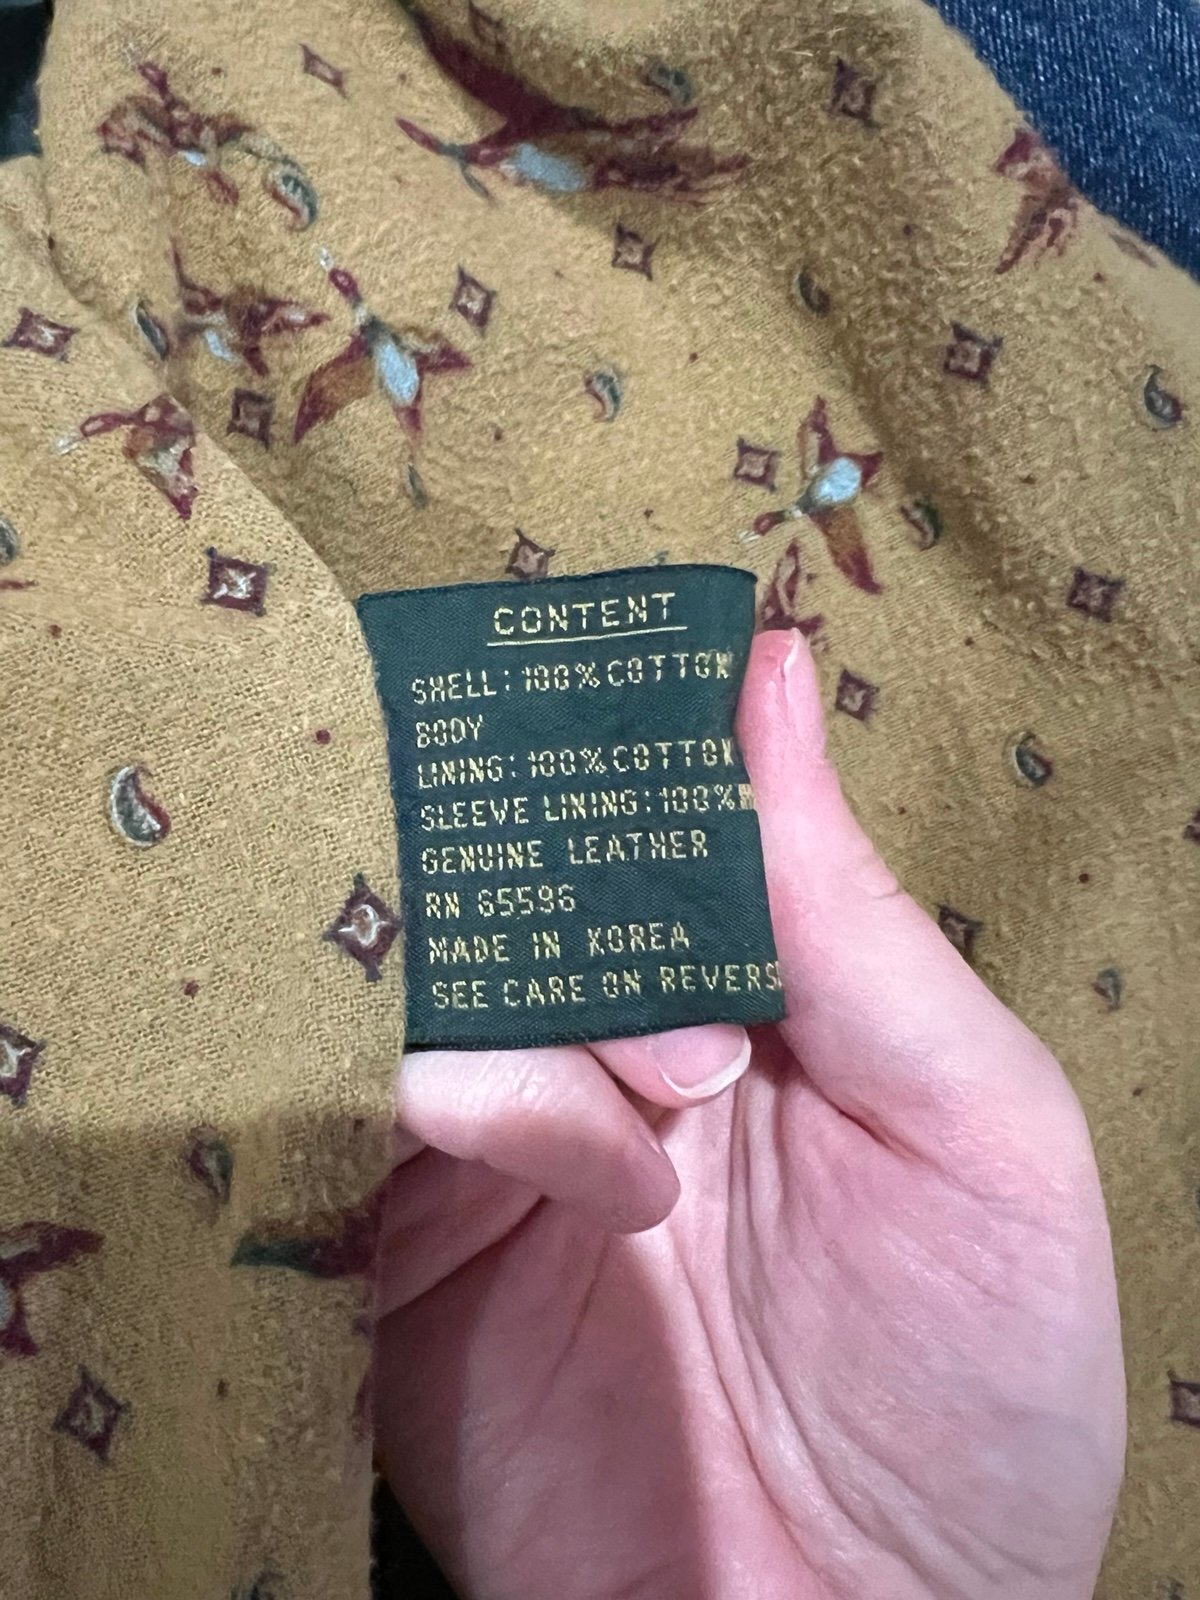 CONTENT
SHELL: 100% COTTON
BODY
LINING: 100% COTTON
SLEEVE LINING: 100%
GENUINE LEATHER
RN 65596
MADE IN KOREA
SEE CARE ON REVERS